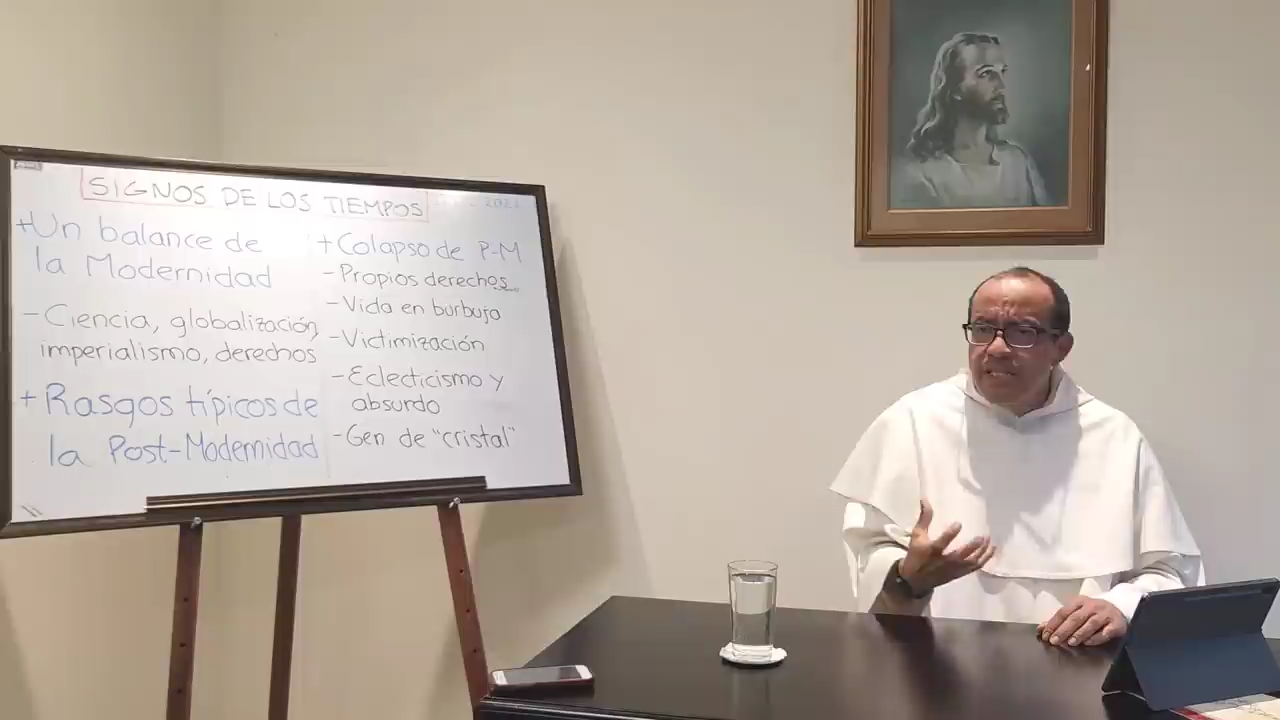 SIGNOS DE LOS TIEMPOS
+Un balance de
la Modernidad
- Ciencia, globalización,
imperialismo, derechos
+ Rasgos típicos de
la Post-Modernidad
+ Colapso de P-M
- Propios derechos...
- Vida en burbuja
- Victimización
- Eclecticismo y
absurdo
- Gen de "cristal"